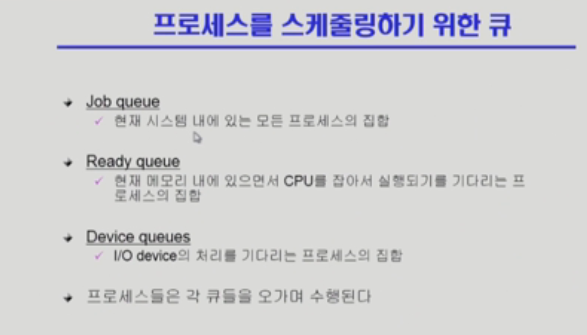 프로세스를 스케줄링하기 위한 큐
Job queue
현재 시스템 내에 있는 모든 프로세스의 집합
Ready queue
현재 메모리 내에 있으면서 CPU를 잡아서 실행되기를 기다리는 프
로세스의 집합
Device queues
I/O device의 처리를 기다리는 프로세스의 집합
프로세스들은 각 큐들을 오가며 수행된다